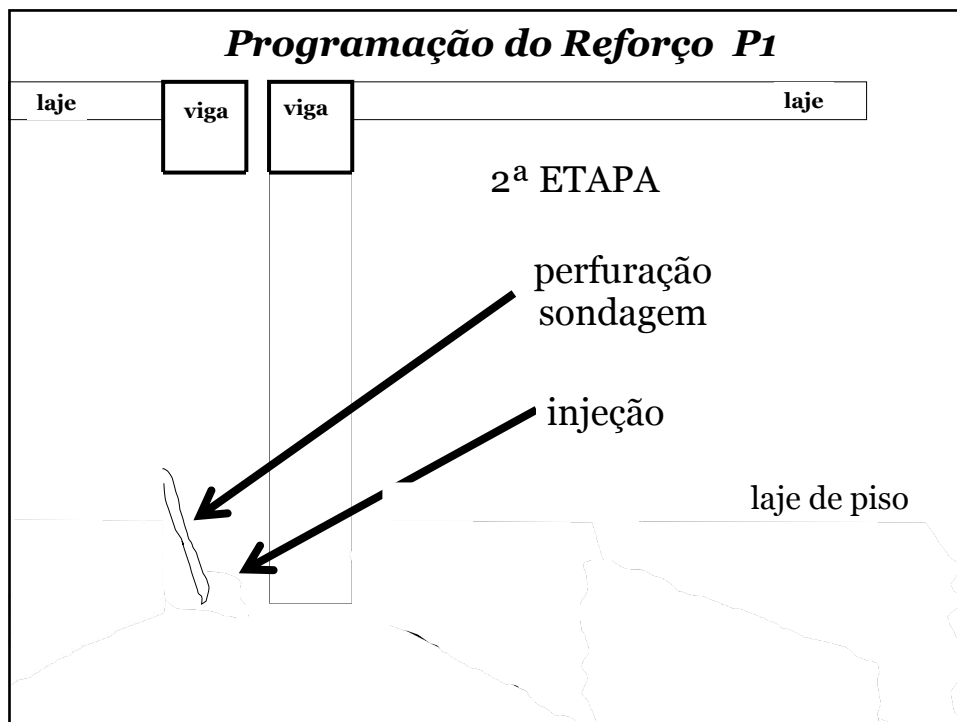 Programação do Reforço P1
laje
viga
viga
laje
2ª ETAPA
perfuração
sondagem
injeção
laje de piso